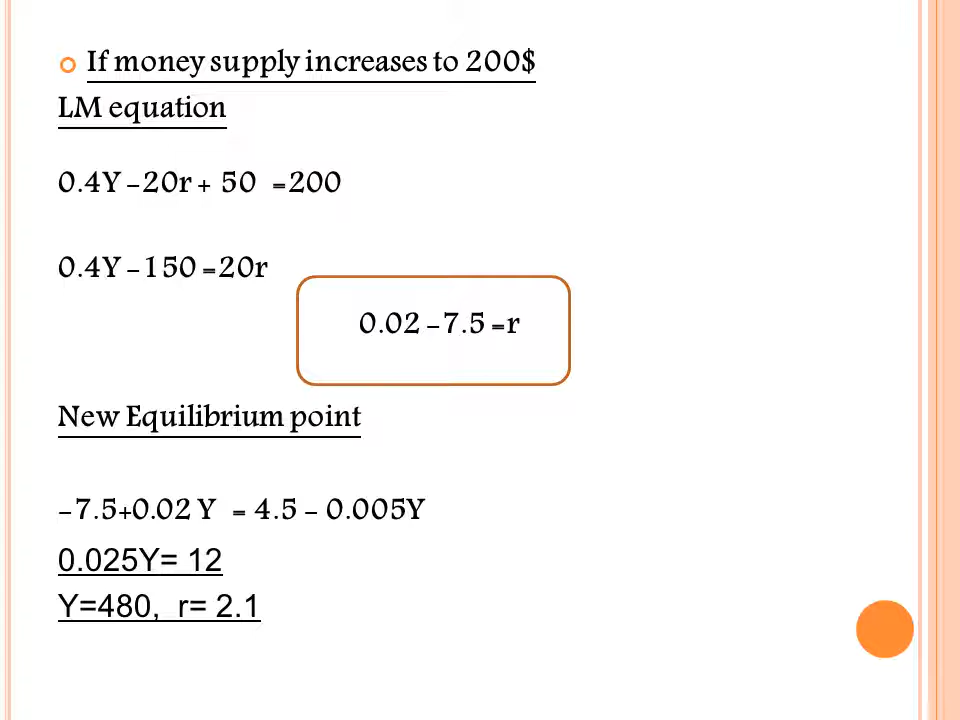 If money supply increases to 200$
LM equation
0.4Y –20r + 50 =200
0.4Y –150 =20r
0.02 –7.5 =r
New Equilibrium point
–7.5+0.02 Y = 4.5 – 0.005Y
0.025Y= 12
Y=480, r= 2.1